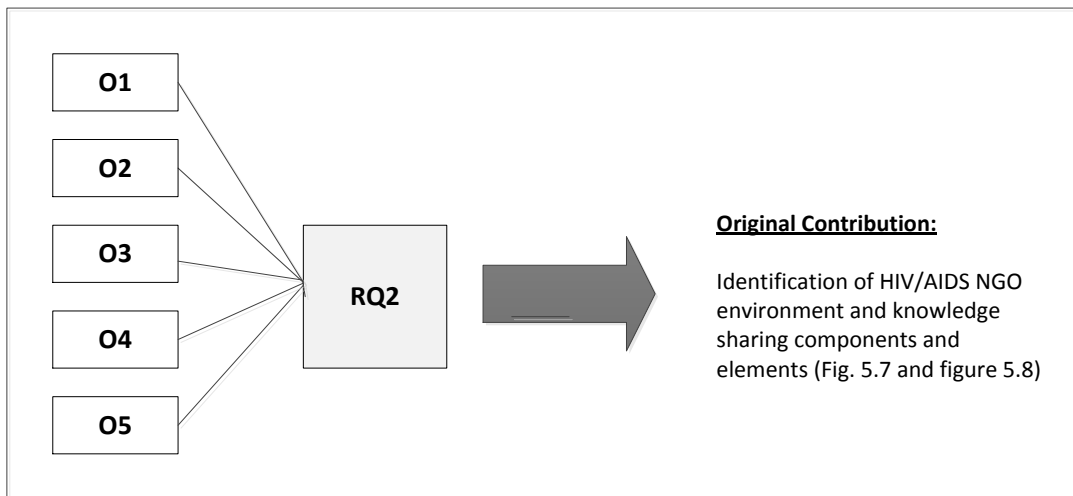 O1
O2
O3
O4
O5
RQ2
Original Contribution:
Identification of HIV/AIDS NGO
environment and knowledge
sharing components and
elements (Fig. 5.7 and figure 5.8)